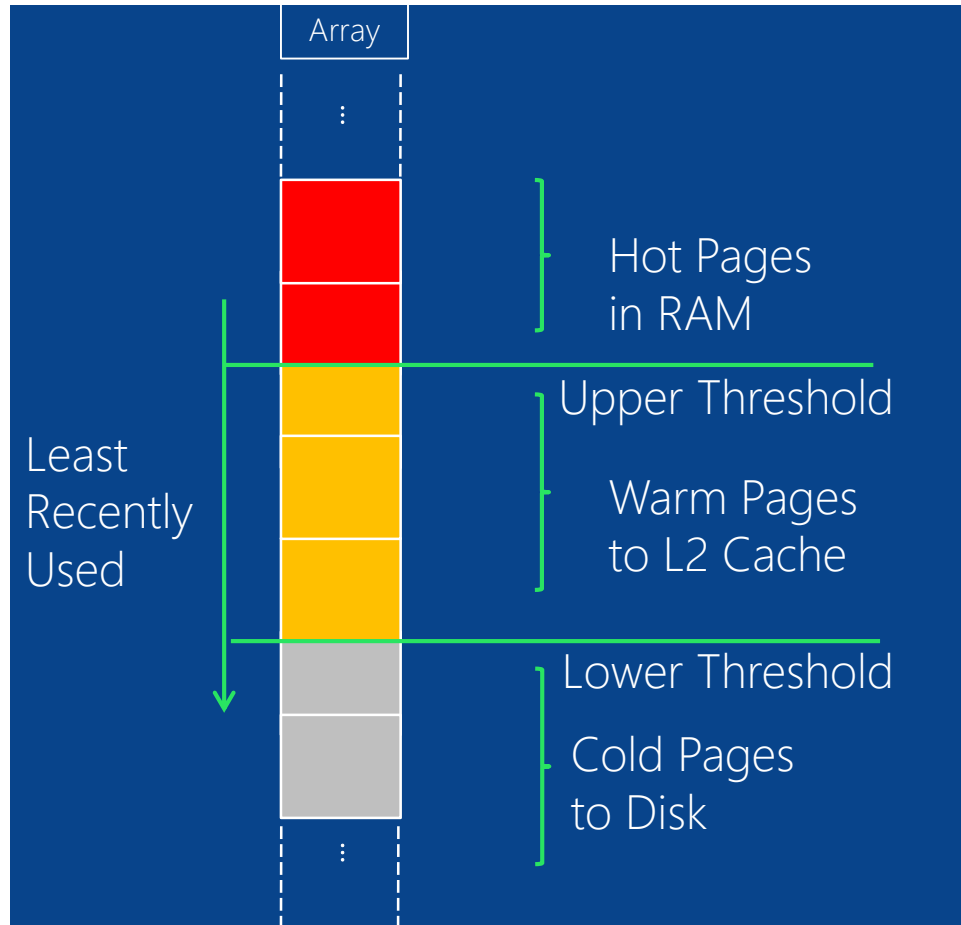 Array
...
Hot Pages
in RAM
Upper Threshold
Least
Recently
Used
Warm Pages
to L2 Cache
Lower Threshold
Cold Pages
to Disk
...